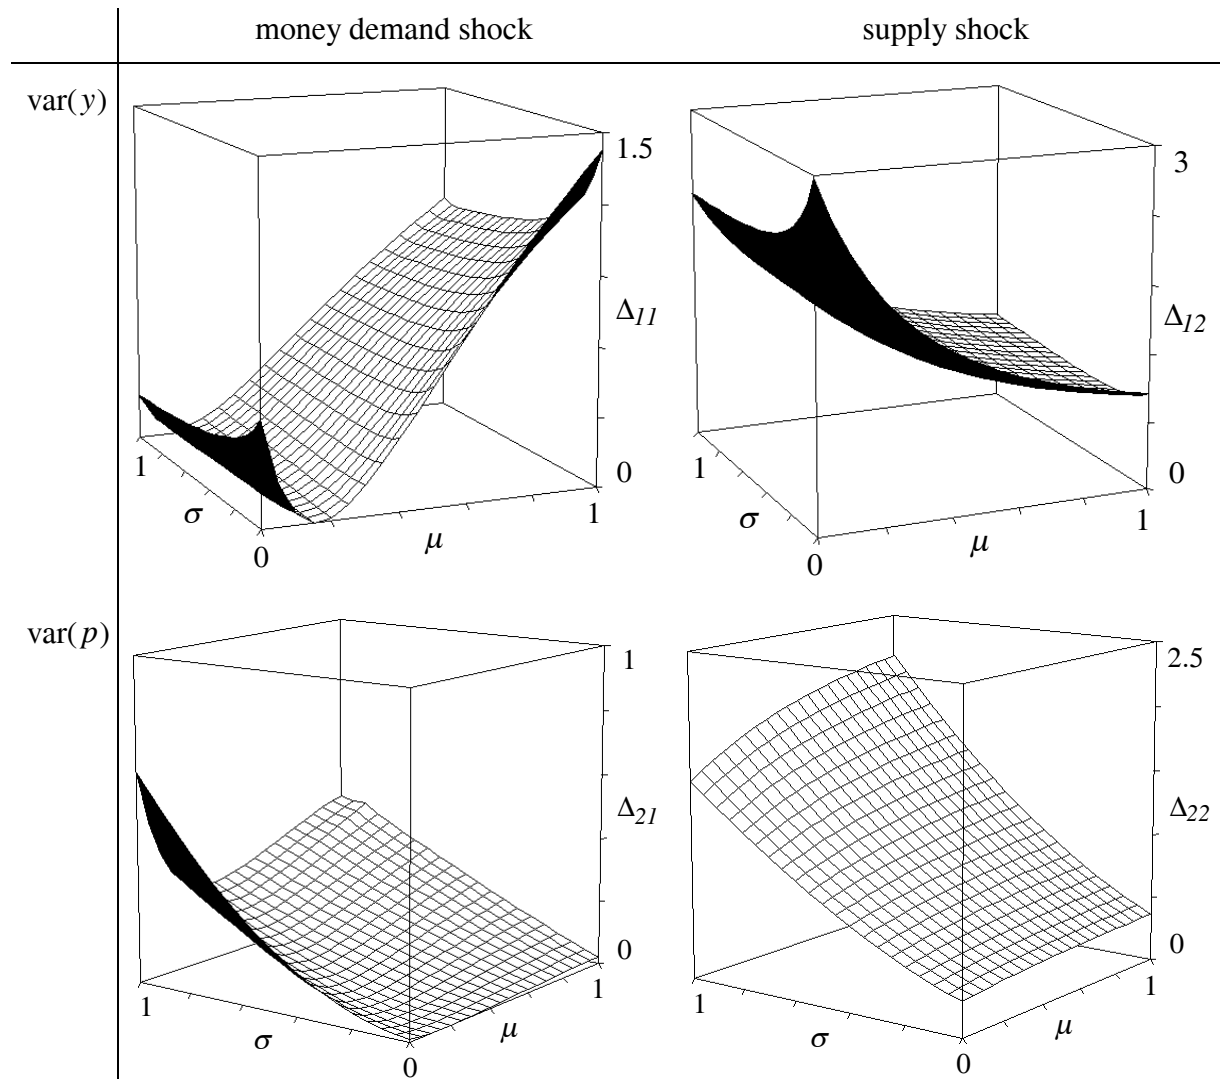 money demand shock supply shock
var(y)
1.5 3
Δ11 Δ12
1 0 1 0
σ 1 σ 1
μ μ
0 0
var(p)
1 2.5
Δ21 Δ22
0 0
1 1 1 1
σ μ σ μ
0 0